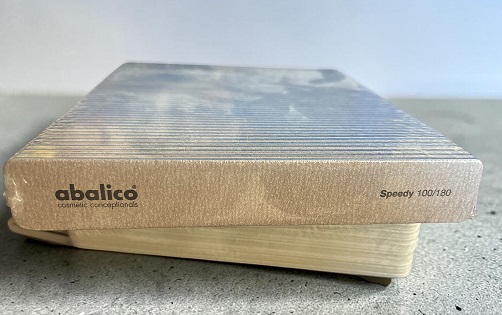 abalico®
cosmetic conceptionals
Speedy 100/180